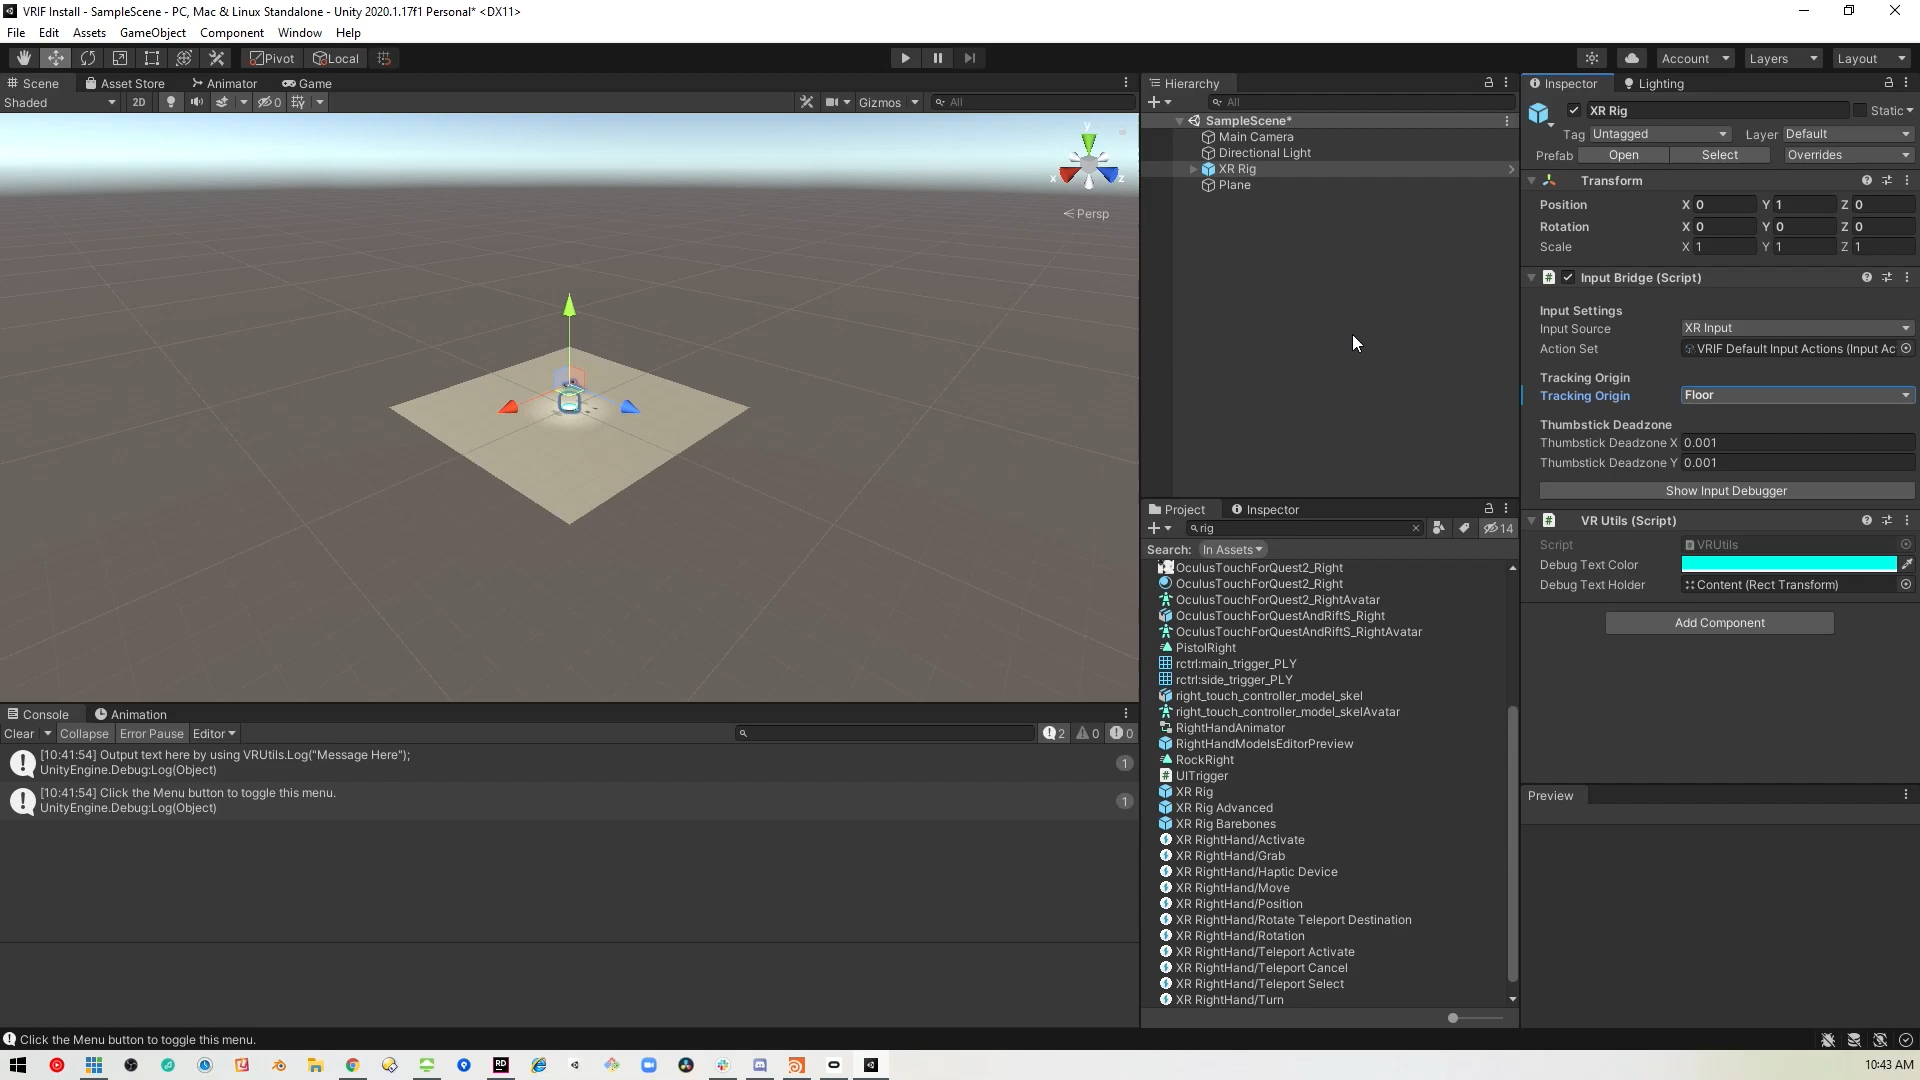 VRIF Install - SampleScene - PC, Mac & Linux Standalone - Unity 2020.1.17f1 Personal* <DX11>
File Edit Assets GameObject Component Window Help
Pivot Local Account Layers Layout
Scene Asset Store Animator Game
Shaded 2D 0 Gizmos All
y
x z
Persp
Hierarchy
All
SampleScene*
Main Camera
Directional Light
XR Rig
Plane
Inspector Lighting
XR Rig Static
Tag Untagged Layer Default
Prefab Open Select Overrides
Transform
Position X 0 Y 1 Z 0
Rotation X 0 Y 0 Z 0
Scale X 1 Y 1 Z 1
# Input Bridge (Script)
Input Settings
Input Source XR Input
Action Set VRIF Default Input Actions (Input Ac
Tracking Origin
Tracking Origin Floor
Thumbstick Deadzone
Thumbstick Deadzone X 0.001
Thumbstick Deadzone Y 0.001
Show Input Debugger
# VR Utils (Script)
Script VRUtils
Debug Text Color
Debug Text Holder Content (Rect Transform)
Add Component
Preview
Project Inspector
rig 14
Search: In Assets
OculusTouchForQuest2_Right
OculusTouchForQuest2_Right
OculusTouchForQuest2_RightAvatar
OculusTouchForQuestAndRiftS_Right
OculusTouchForQuestAndRiftS_RightAvatar
PistolRight
rctrl:main_trigger_PLY
rctrl:side_trigger_PLY
right_touch_controller_model_skel
right_touch_controller_model_skelAvatar
RightHandAnimator
RightHandModelsEditorPreview
RockRight
UITrigger
XR Rig
XR Rig Advanced
XR Rig Barebones
XR RightHand/Activate
XR RightHand/Grab
XR RightHand/Haptic Device
XR RightHand/Move
XR RightHand/Position
XR RightHand/Rotate Teleport Destination
XR RightHand/Rotation
XR RightHand/Teleport Activate
XR RightHand/Teleport Cancel
XR RightHand/Teleport Select
XR RightHand/Turn
Console Animation
Clear Collapse Error Pause Editor 2 0 0
[10:41:54] Output text here by using VRUtils.Log("Message Here");
UnityEngine.Debug:Log(Object) 1
[10:41:54] Click the Menu button to toggle this menu.
UnityEngine.Debug:Log(Object) 1
Click the Menu button to toggle this menu.
RD
10:43 AM